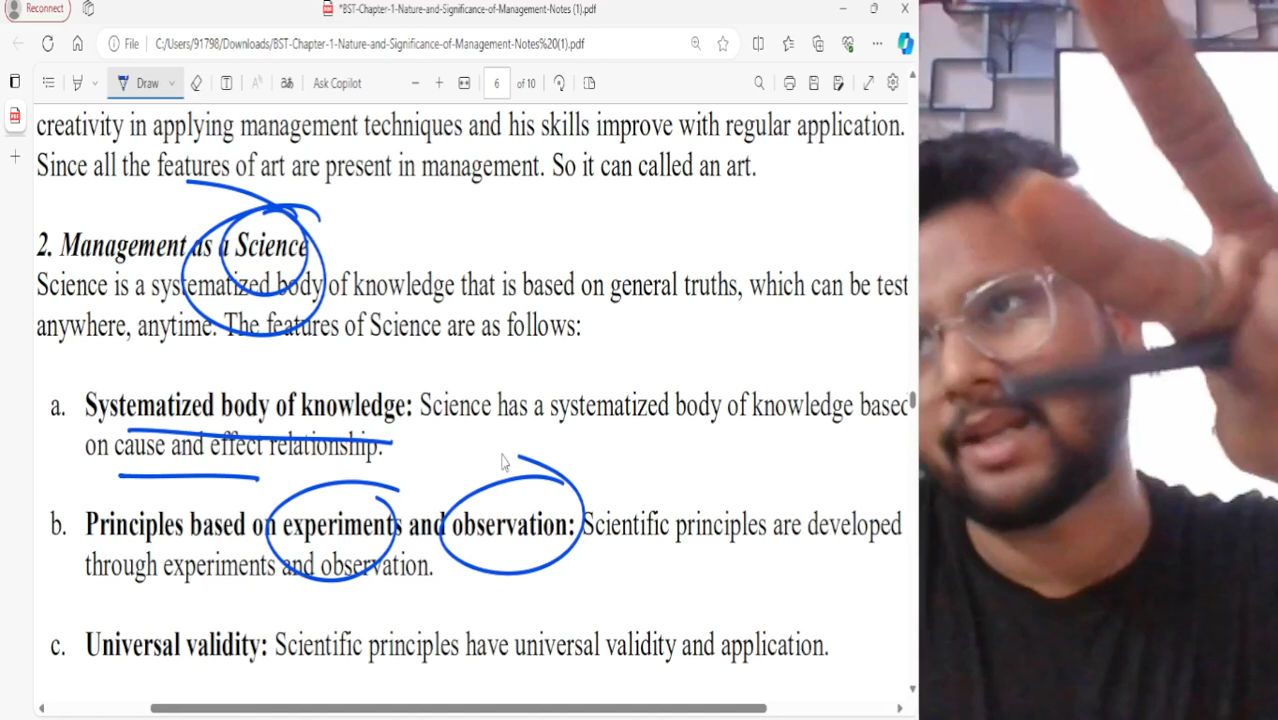 Reconnect
*BST-Chapter-1-Nature-and-Significance-of-Management-Notes (1).pdf
File C:/Users/91798/Downloads/BST-Chapter-1-Nature-and-Significance-of-Management-Notes%20(1).pdf
Draw Ask Copilot 6 of 10
creativity in applying management techniques and his skills improve with regular application.
Since all the features of art are present in management. So it can called an art.
2. Management as a Science
Science is a systematized body of knowledge that is based on general truths, which can be test
anywhere, anytime. The features of Science are as follows:
a. Systematized body of knowledge: Science has a systematized body of knowledge based
on cause and effect relationship.
b. Principles based on experiments and observation: Scientific principles are developed
through experiments and observation.
c. Universal validity: Scientific principles have universal validity and application.